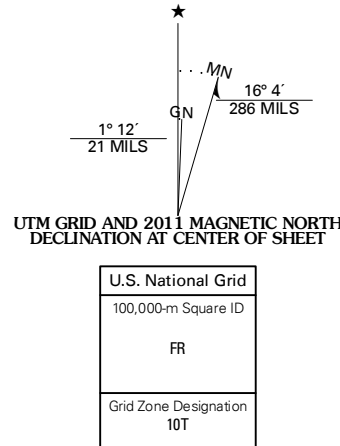 ★
MN
GN
16° 4´
286 MILS
1° 12´
21 MILS
UTM GRID AND 2011 MAGNETIC NORTH
DECLINATION AT CENTER OF SHEET
U.S. National Grid
100,000-m Square ID
FR
Grid Zone Designation
10T